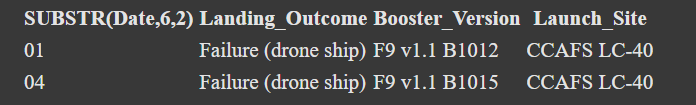 SUBSTR(Date,6,2) Landing_Outcome Booster_Version Launch_Site
01 Failure (drone ship) F9 v1.1 B1012 CCAFS LC-40
04 Failure (drone ship) F9 v1.1 B1015 CCAFS LC-40